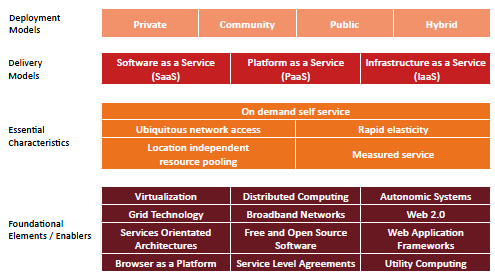 Deployment
Models
Private
Community
Public
Hybrid
Delivery
Models
Software as a Service
(SaaS)
Platform as a Service
(PaaS)
Infrastructure as a Service
(IaaS)
Essential
Characteristics
On demand self service
Ubiquitous network access
Rapid elasticity
Location independent
resource pooling
Measured service
Foundational
Elements / Enablers
Virtualization
Distributed Computing
Autonomic Systems
Grid Technology
Broadband Networks
Web 2.0
Services Orientated
Architectures
Free and Open Source
Software
Web Application
Frameworks
Browser as a Platform
Service Level Agreements
Utility Computing